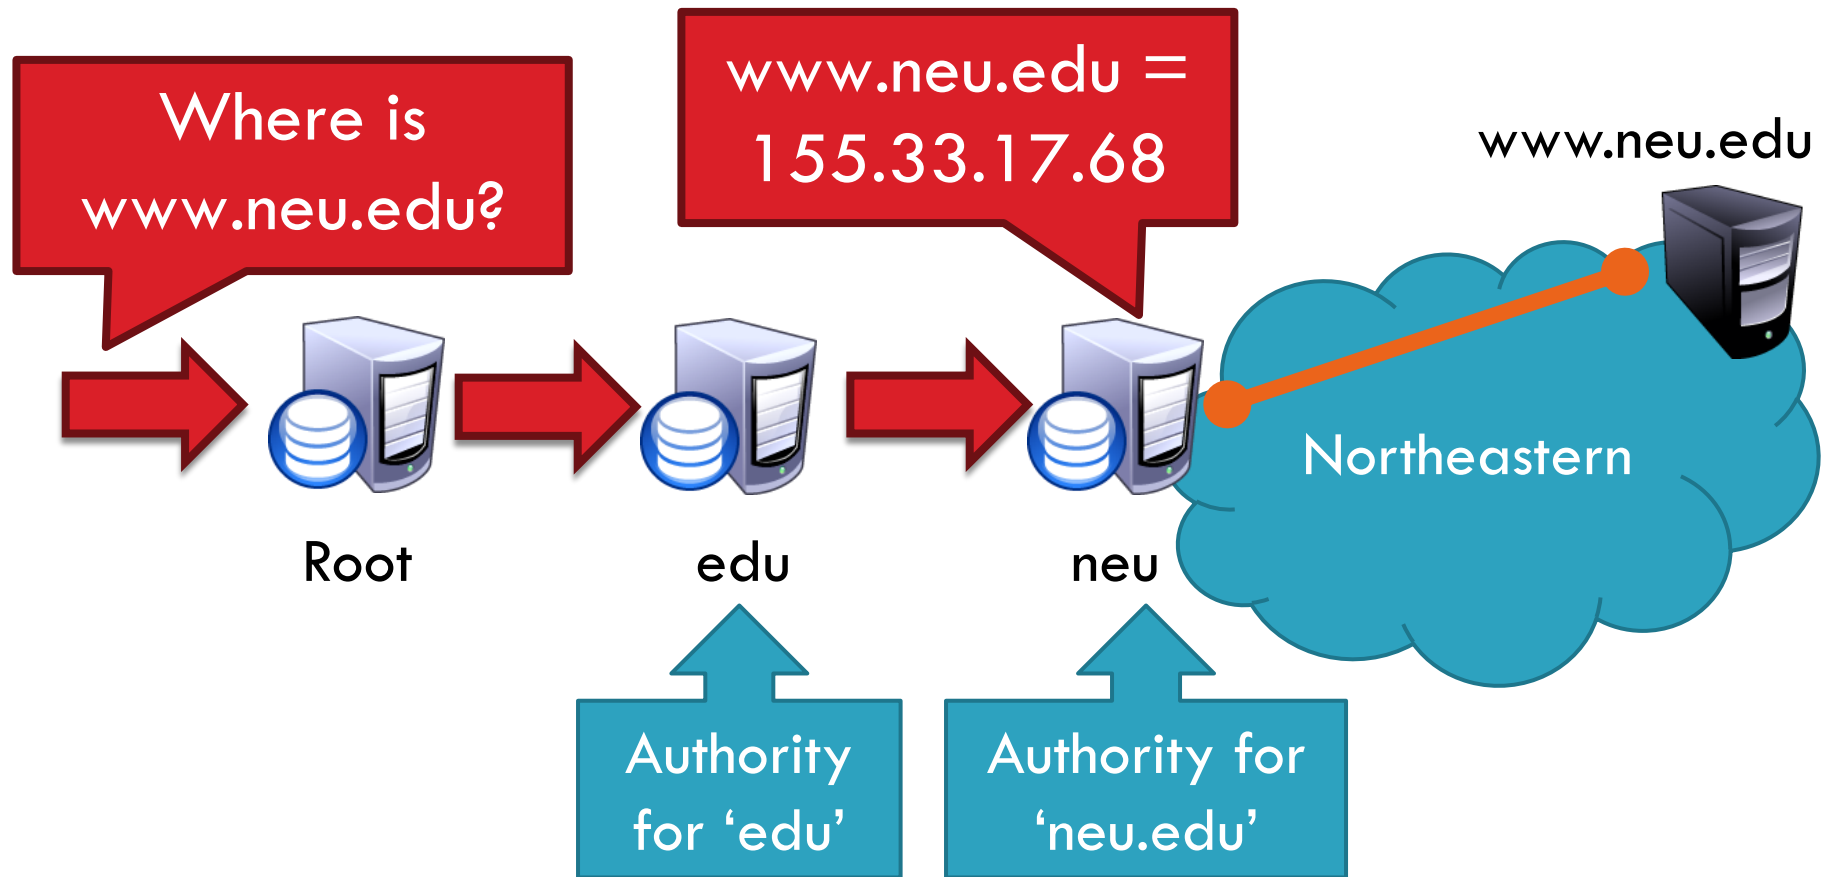 Where is
www.neu.edu?
www.neu.edu =
155.33.17.68
www.neu.edu
Northeastern
Root
edu
neu
Authority
for ‘edu’
Authority for
‘neu.edu’